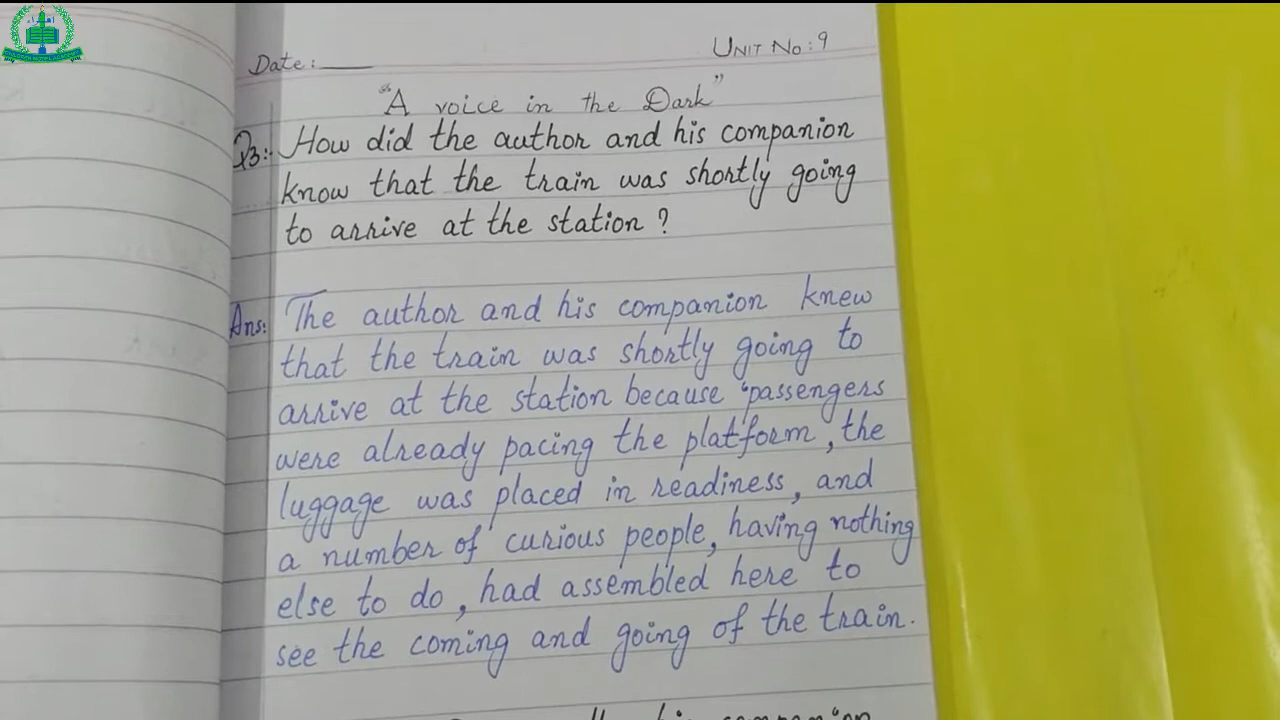 Date:____
UNIT No: 9
"A voice in the Dark"
Q3:- How did the author and his companion
know that the train was shortly going
to arrive at the station ?
Ans: The author and his companion knew
that the train was shortly going to
arrive at the station because "passengers
were already pacing the platform, the
luggage was placed in readiness, and
a number of curious people, having nothing
else to do, had assembled here to
see the coming and going of the train.